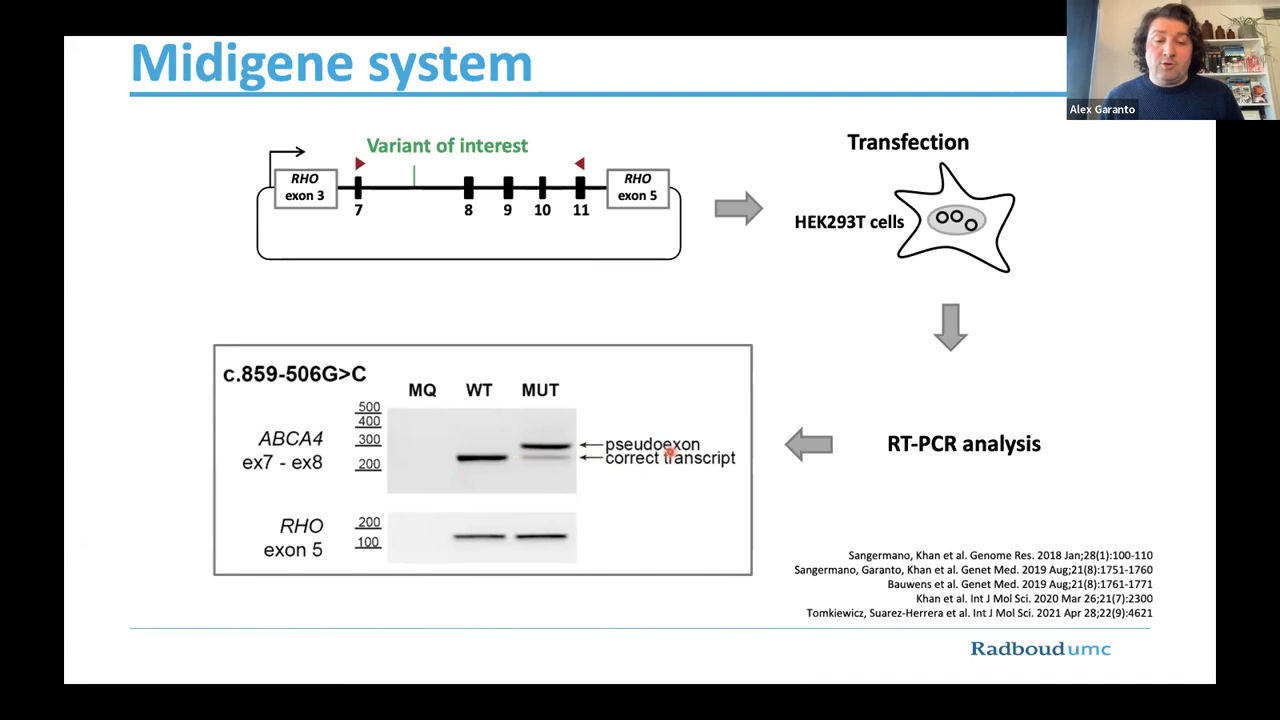 Midigene system
Alex Garanto
Variant of interest
RHO
exon 3
RHO
exon 5
7 8 9 10 11
Transfection
HEK293T cells
RT-PCR analysis
c.859-506G>C
MQ WT MUT
500
400
300
200
ABCA4
ex7 - ex8
pseudoexon
correct transcript
RHO
exon 5
200
100
Sangermano, Khan et al. Genome Res. 2018 Jan;28(1):100-110
Sangermano, Garanto, Khan et al. Genet Med. 2019 Aug;21(8):1751-1760
Bauwens et al. Genet Med. 2019 Aug;21(8):1761-1771
Khan et al. Int J Mol Sci. 2020 Mar 26;21(7):2300
Tomkiewicz, Suarez-Herrera et al. Int J Mol Sci. 2021 Apr 28;22(9):4621
Radboudumc